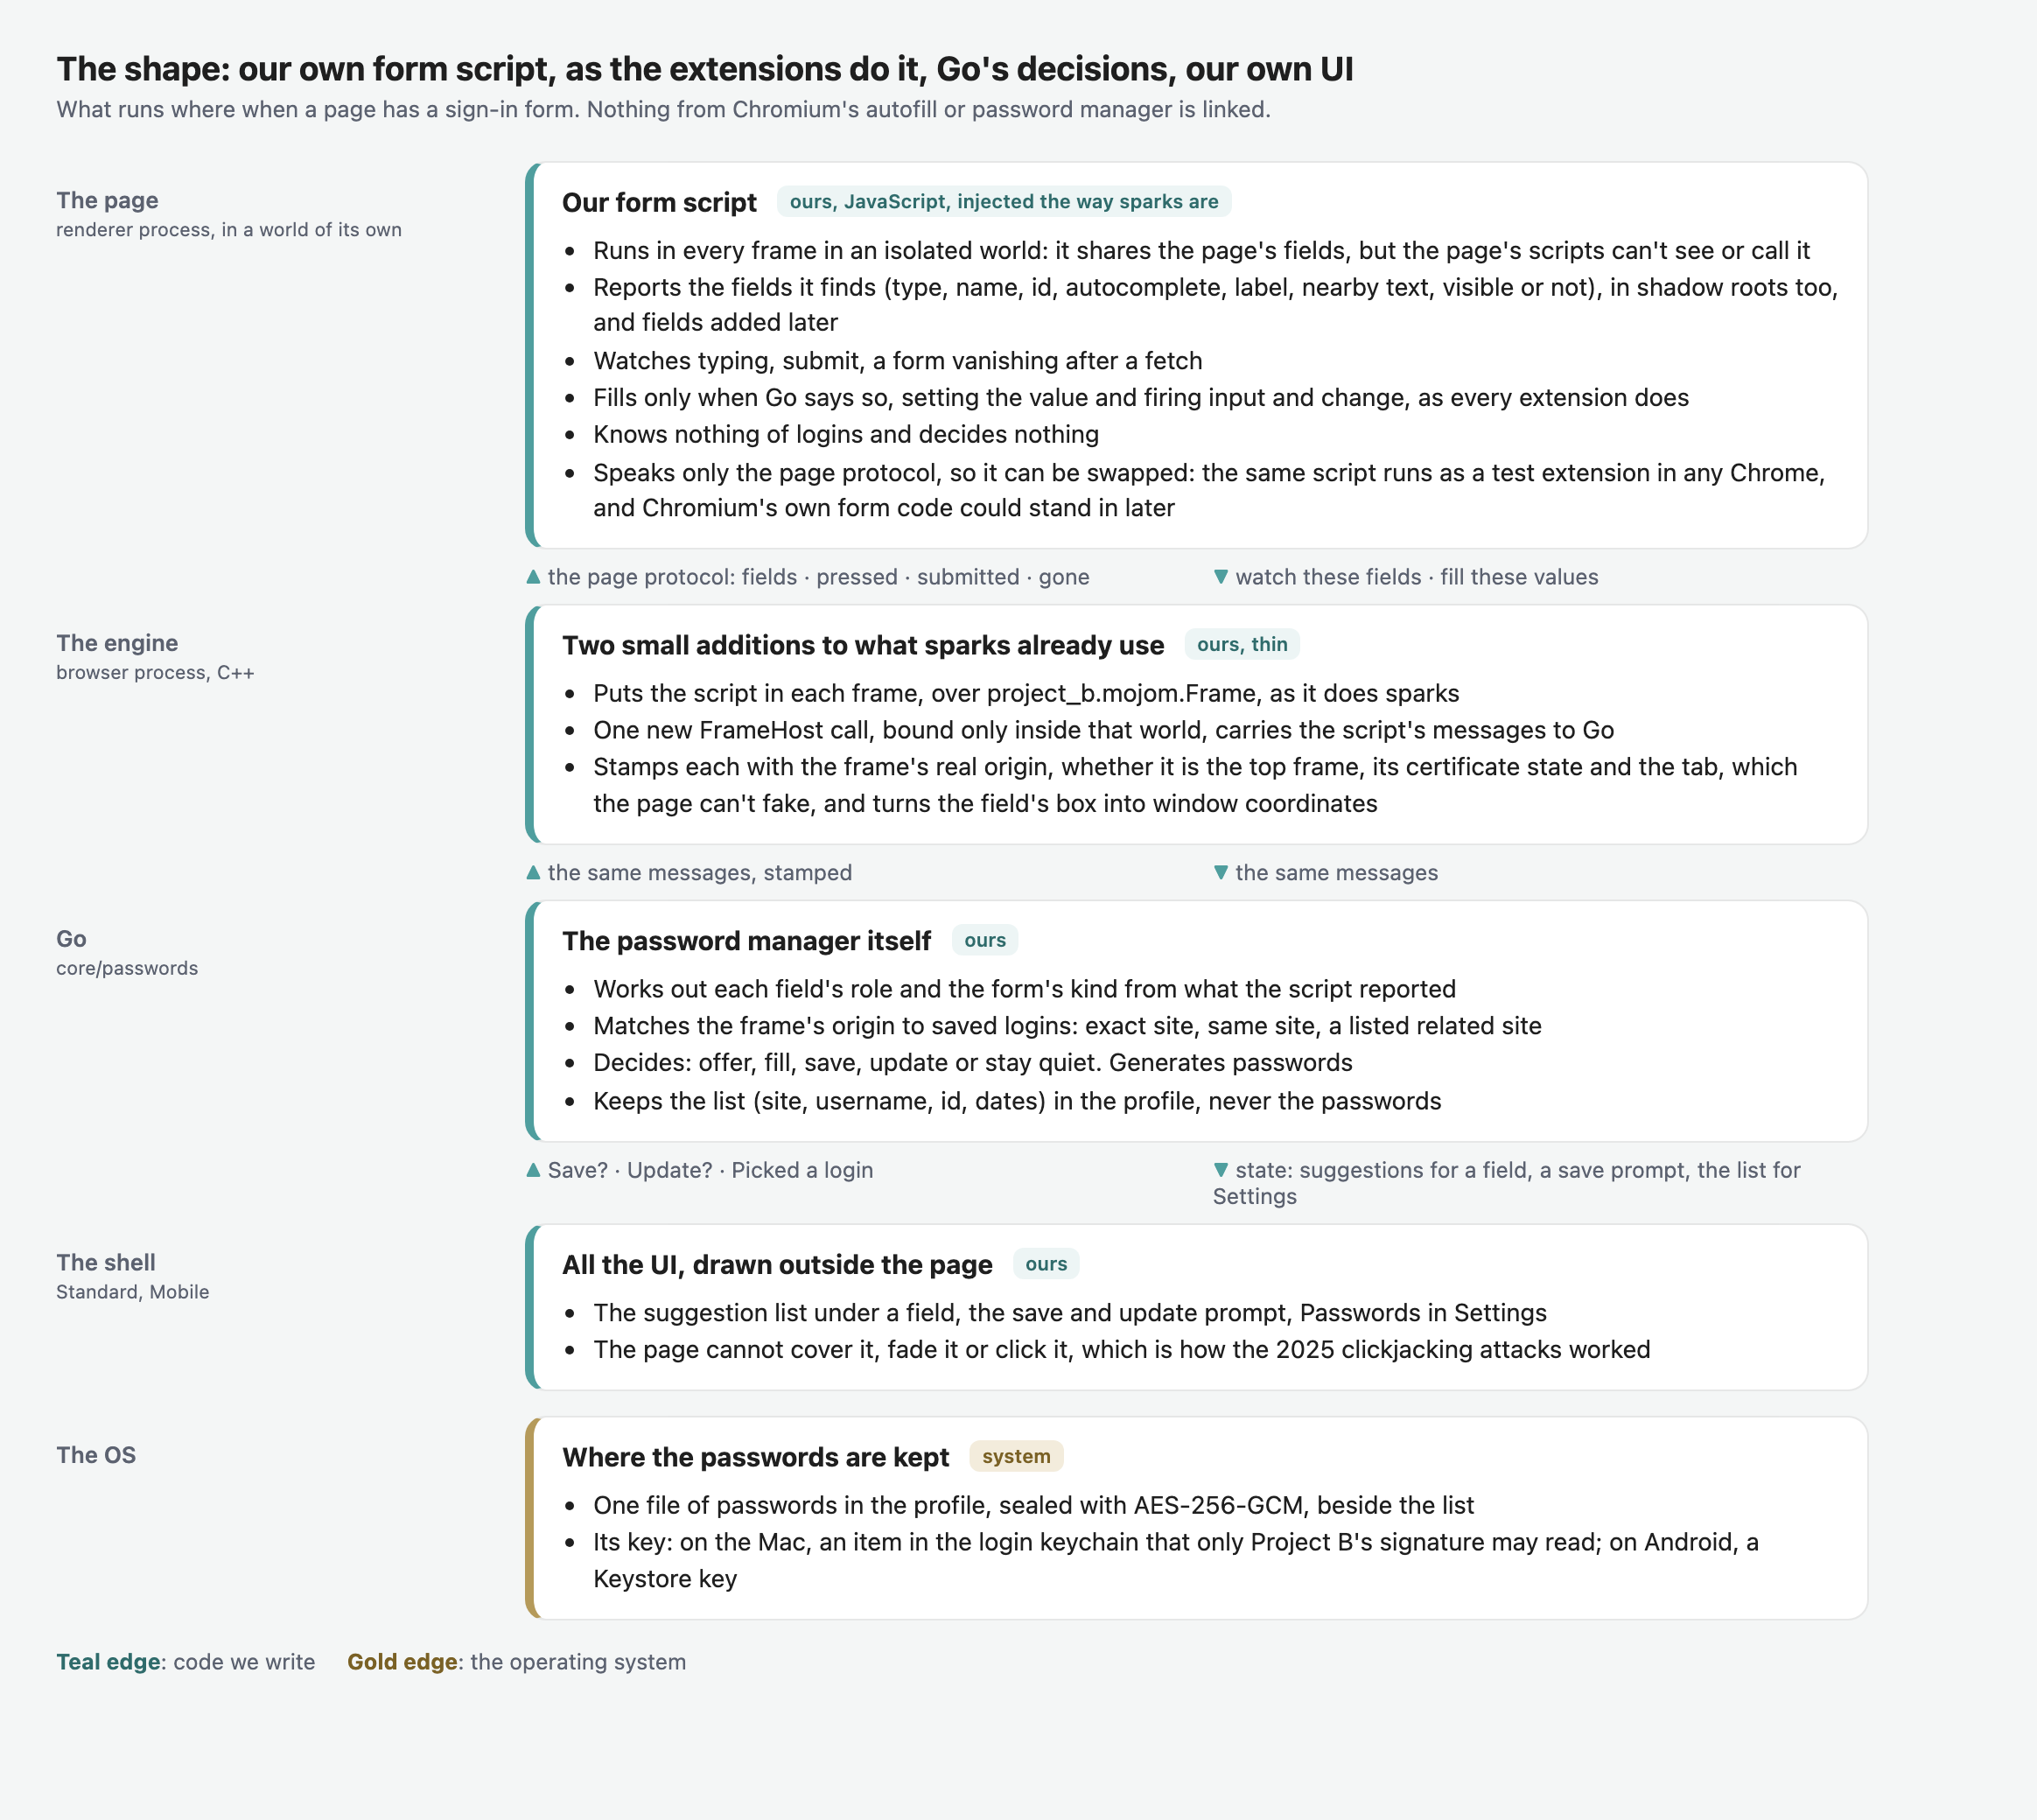 The shape: our own form script, as the extensions do it, Go's decisions, our own UI
What runs where when a page has a sign-in form. Nothing from Chromium's autofill or password manager is linked.
The page
renderer process, in a world of its own
Our form script ours, JavaScript, injected the way sparks are
• Runs in every frame in an isolated world: it shares the page's fields, but the page's scripts can't see or call it
• Reports the fields it finds (type, name, id, autocomplete, label, nearby text, visible or not), in shadow roots too,
and fields added later
• Watches typing, submit, a form vanishing after a fetch
• Fills only when Go says so, setting the value and firing input and change, as every extension does
• Knows nothing of logins and decides nothing
• Speaks only the page protocol, so it can be swapped: the same script runs as a test extension in any Chrome,
and Chromium's own form code could stand in later
▲ the page protocol: fields · pressed · submitted · gone ▼ watch these fields · fill these values
The engine
browser process, C++
Two small additions to what sparks already use ours, thin
• Puts the script in each frame, over project_b.mojom.Frame, as it does sparks
• One new FrameHost call, bound only inside that world, carries the script's messages to Go
• Stamps each with the frame's real origin, whether it is the top frame, its certificate state and the tab, which
the page can't fake, and turns the field's box into window coordinates
▲ the same messages, stamped ▼ the same messages
Go
core/passwords
The password manager itself ours
• Works out each field's role and the form's kind from what the script reported
• Matches the frame's origin to saved logins: exact site, same site, a listed related site
• Decides: offer, fill, save, update or stay quiet. Generates passwords
• Keeps the list (site, username, id, dates) in the profile, never the passwords
▲ Save? · Update? · Picked a login ▼ state: suggestions for a field, a save prompt, the list for
Settings
The shell
Standard, Mobile
All the UI, drawn outside the page ours
• The suggestion list under a field, the save and update prompt, Passwords in Settings
• The page cannot cover it, fade it or click it, which is how the 2025 clickjacking attacks worked
The OS
Where the passwords are kept system
• One file of passwords in the profile, sealed with AES-256-GCM, beside the list
• Its key: on the Mac, an item in the login keychain that only Project B's signature may read; on Android, a
Keystore key
Teal edge: code we write Gold edge: the operating system